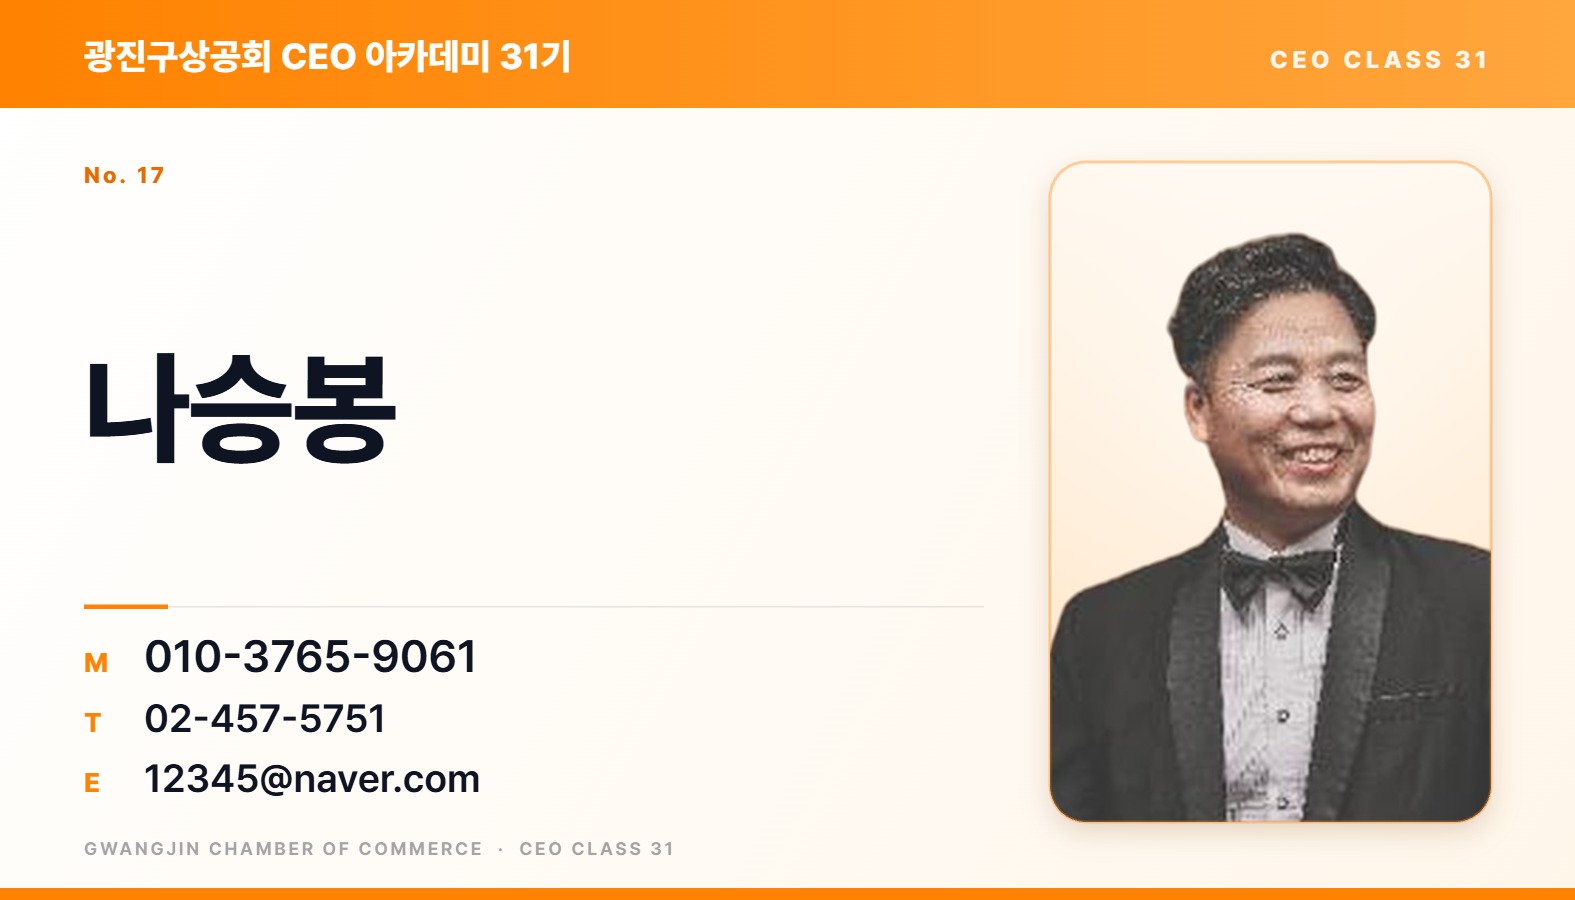 광진구상공회 CEO 아카데미 31기
CEO CLASS 31
No. 17
나승봉
M 010-3765-9061
T 02-457-5751
E 12345@naver.com
GWANGJIN CHAMBER OF COMMERCE · CEO CLASS 31